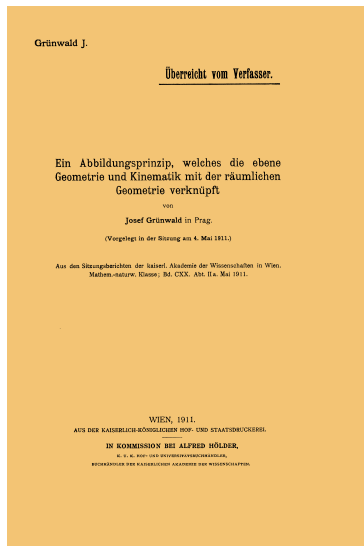 Grünwald J.
Überreicht vom Verfasser.
Ein Abbildungsprinzip, welches die ebene
Geometrie und Kinematik mit der räumlichen
Geometrie verknüpft
von
Josef Grünwald in Prag.
(Vorgelegt in der Sitzung am 4. Mai 1911.)
Aus den Sitzungsberichten der kaiserl. Akademie der Wissenschaften in Wien.
Mathem.-naturw. Klasse; Bd. CXX. Abt. II a. Mai 1911.
WIEN, 1911.
AUS DER KAISERLICH-KÖNIGLICHEN HOF- UND STAATSDRUCKEREI.
IN KOMMISSION BEI ALFRED HÖLDER,
K. U. K. HOF- UND UNIVERSITÄTSBUCHHÄNDLER,
BUCHHÄNDLER DER KAISERLICHEN AKADEMIE DER WISSENSCHAFTEN.